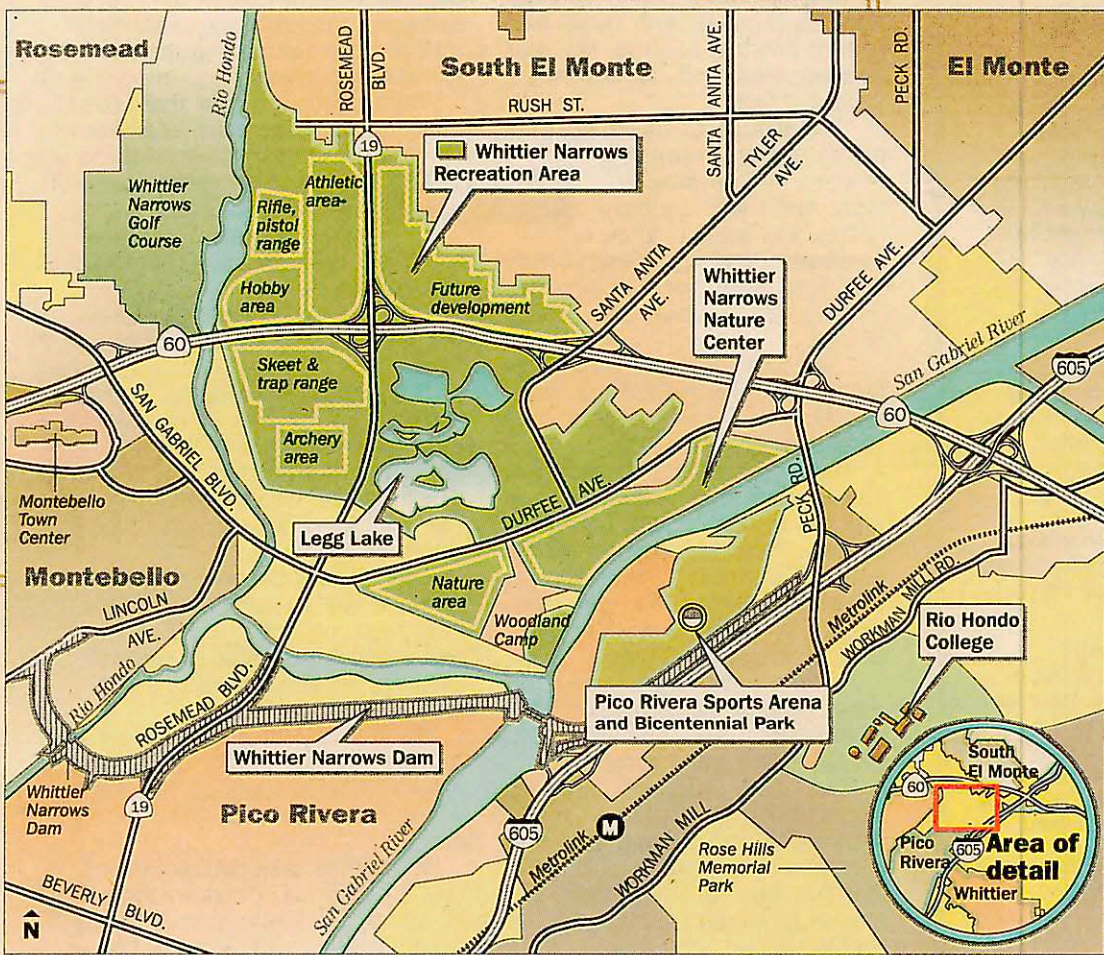 Rosemead
Rio Hondo
ROSEMEAD
BLVD.
South El Monte
SANTA ANITA AVE.
PECK RD.
El Monte
RUSH ST.
19
Whittier Narrows
Recreation Area
SANTA
TYLER
AVE.
Whittier
Narrows
Golf
Course
Rifle,
pistol
range
Athletic
area
Hobby
area
Future
development
SANTA ANITA
AVE.
Whittier
Narrows
Nature
Center
DURFEE AVE.
San Gabriel River
605
60
Skeet &
trap range
60
Archery
area
SAN GABRIEL BLVD.
Montebello
Town
Center
Legg Lake
DURFEE AVE.
PECK RD.
Montebello
LINCOLN
AVE.
Nature
area
Woodland
Camp
Metrolink
WORKMAN MILL RD.
Rio Hondo
College
Rio Hondo
ROSEMEAD BLVD.
Pico Rivera Sports Arena
and Bicentennial Park
Whittier Narrows Dam
Whittier
Narrows
Dam
19
Pico Rivera
San Gabriel River
605
Metrolink
M
WORKMAN MILL
Rose Hills
Memorial
Park
South
El Monte
60
Pico
Rivera
605
Area of
detail
Whittier
BEVERLY BLVD.
N